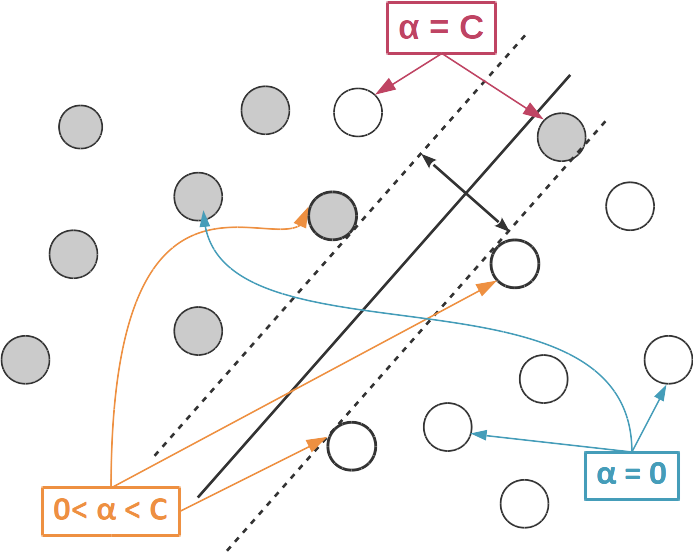 α = C
α = 0
0< α < C